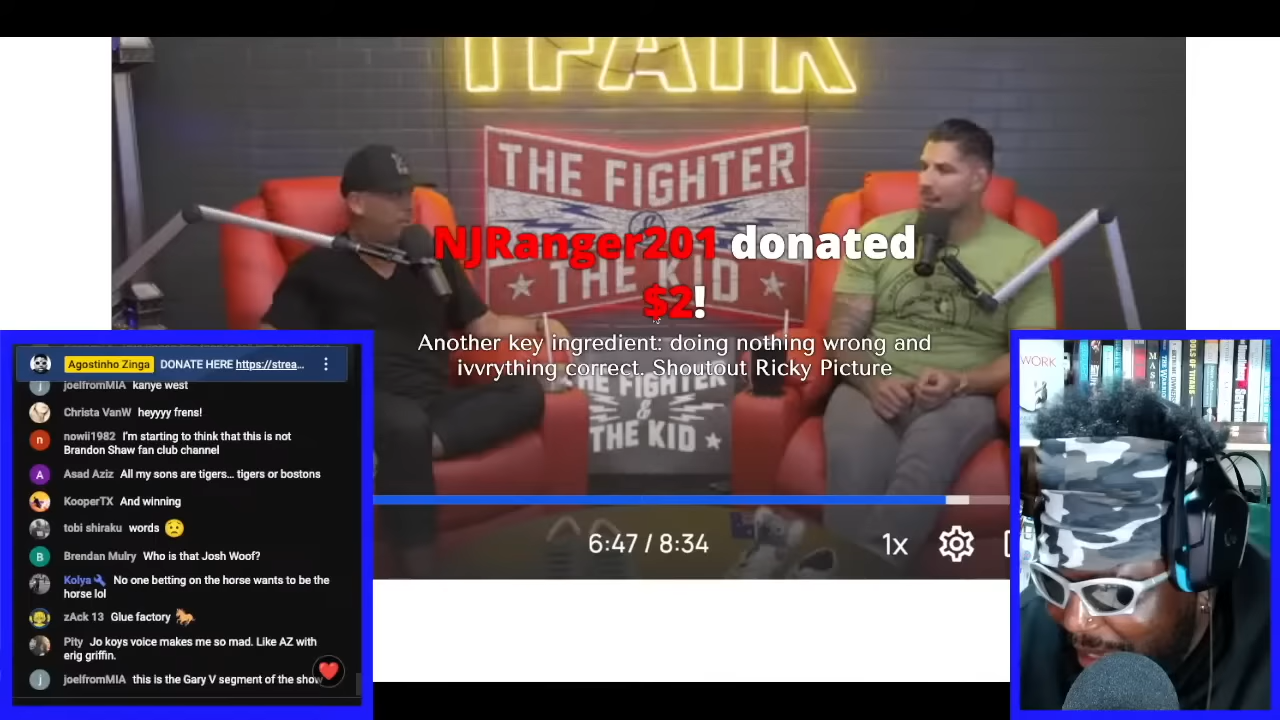 TFATK
THE FIGHTER
&
THE KID
NJRanger201 donated
$2!
Another key ingredient: doing nothing wrong and
ivvrything correct. Shoutout Ricky Picture
THE FIGHTER
&
THE KID
6:47 / 8:34
1x
Agostinho Zinga DONATE HERE https://strea...
joelfromMIA kanye west
Christa VanW heyyyy frens!
nowii1982 I'm starting to think that this is not
Brandon Shaw fan club channel
Asad Aziz All my sons are tigers... tigers or bostons
KooperTX And winning
tobi shiraku words
Brendan Mulry Who is that Josh Woof?
Kolya No one betting on the horse wants to be the
horse lol
zAck 13 Glue factory
Pity Jo koys voice makes me so mad. Like AZ with
erig griffin.
joelfromMIA this is the Gary V segment of the show
WORK